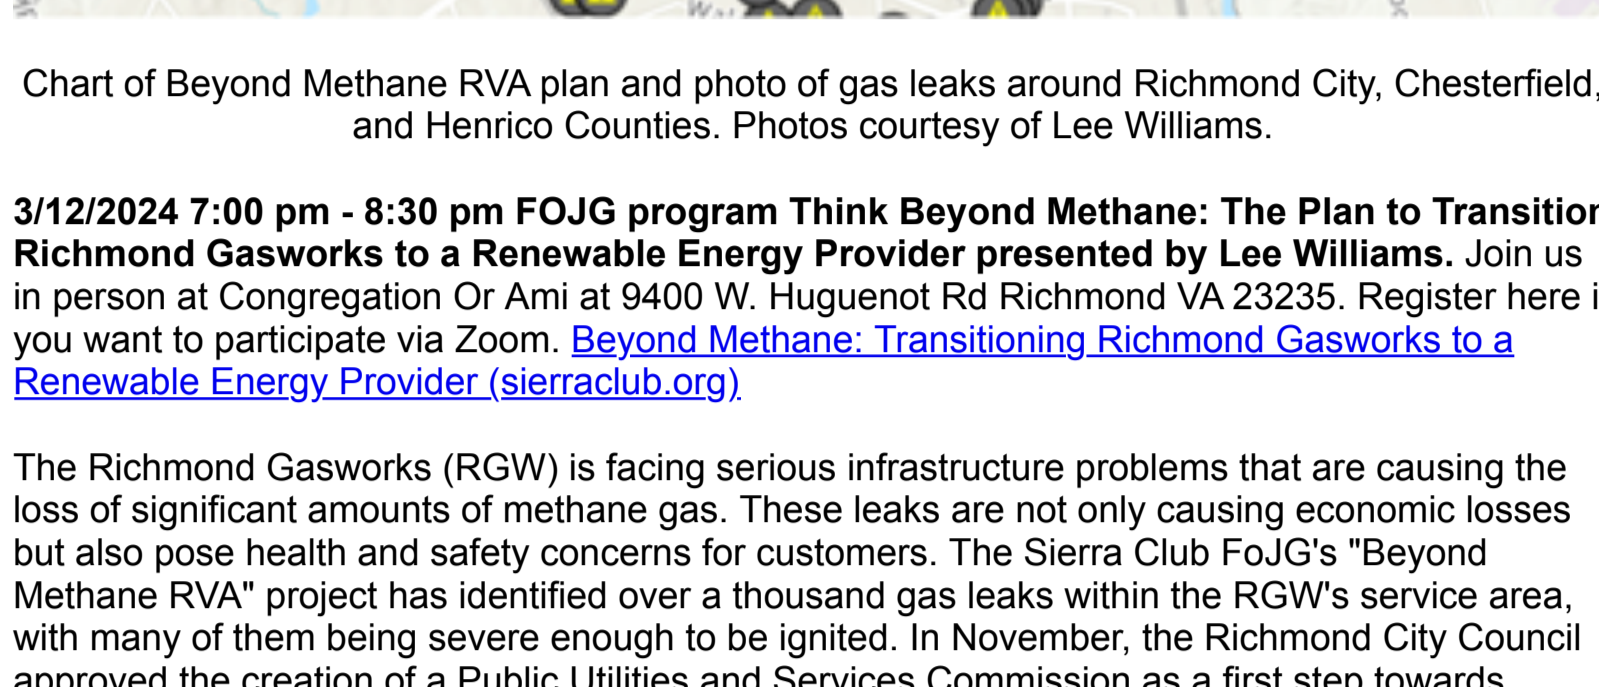 Chart of Beyond Methane RVA plan and photo of gas leaks around Richmond City, Chesterfield,
and Henrico Counties. Photos courtesy of Lee Williams.
3/12/2024 7:00 pm - 8:30 pm FOJG program Think Beyond Methane: The Plan to Transition
Richmond Gasworks to a Renewable Energy Provider presented by Lee Williams. Join us
in person at Congregation Or Ami at 9400 W. Huguenot Rd Richmond VA 23235. Register here
you want to participate via Zoom. Beyond Methane: Transitioning Richmond Gasworks to a
Renewable Energy Provider (sierraclub.org)
The Richmond Gasworks (RGW) is facing serious infrastructure problems that are causing the
loss of significant amounts of methane gas. These leaks are not only causing economic losses
but also pose health and safety concerns for customers. The Sierra Club FoJG's "Beyond
Methane RVA" project has identified over a thousand gas leaks within the RGW's service area,
with many of them being severe enough to be ignited. In November, the Richmond City Council
approved the creation of a Public Utilities and Services Commission as a first step towards